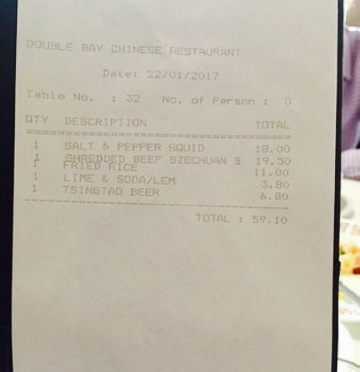 DOUBLE BAY CHINESE RESTAURANT
Date: 22/01/2017
Table No. : 32 No. of Person : 0
QTY DESCRIPTION TOTAL
1 SALT & PEPPER SQUID 18.00
1 SHREDDED BEEF SZECHUAN S 19.50
1 FRIED RICE 11.00
1 LIME & SODA/LEM 3.80
1 TSINGTAO BEER 6.80
TOTAL : 59.10